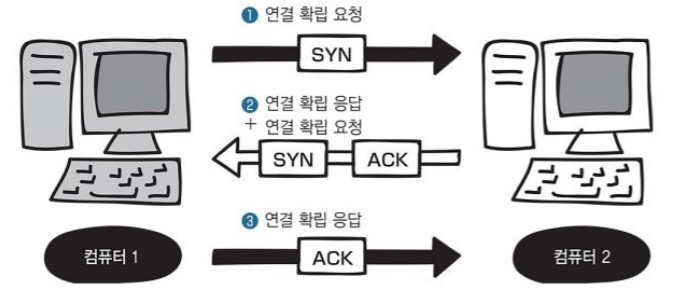 ❶ 연결 확립 요청
SYN
❷ 연결 확립 응답
+ 연결 확립 요청
SYN ACK
❸ 연결 확립 응답
ACK
컴퓨터 1
컴퓨터 2